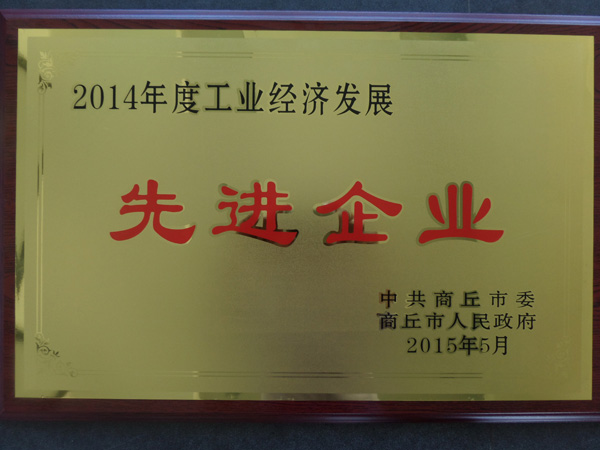 2014年度工业经济发展
先进企业
中共商丘市委
商丘市人民政府
2015年5月